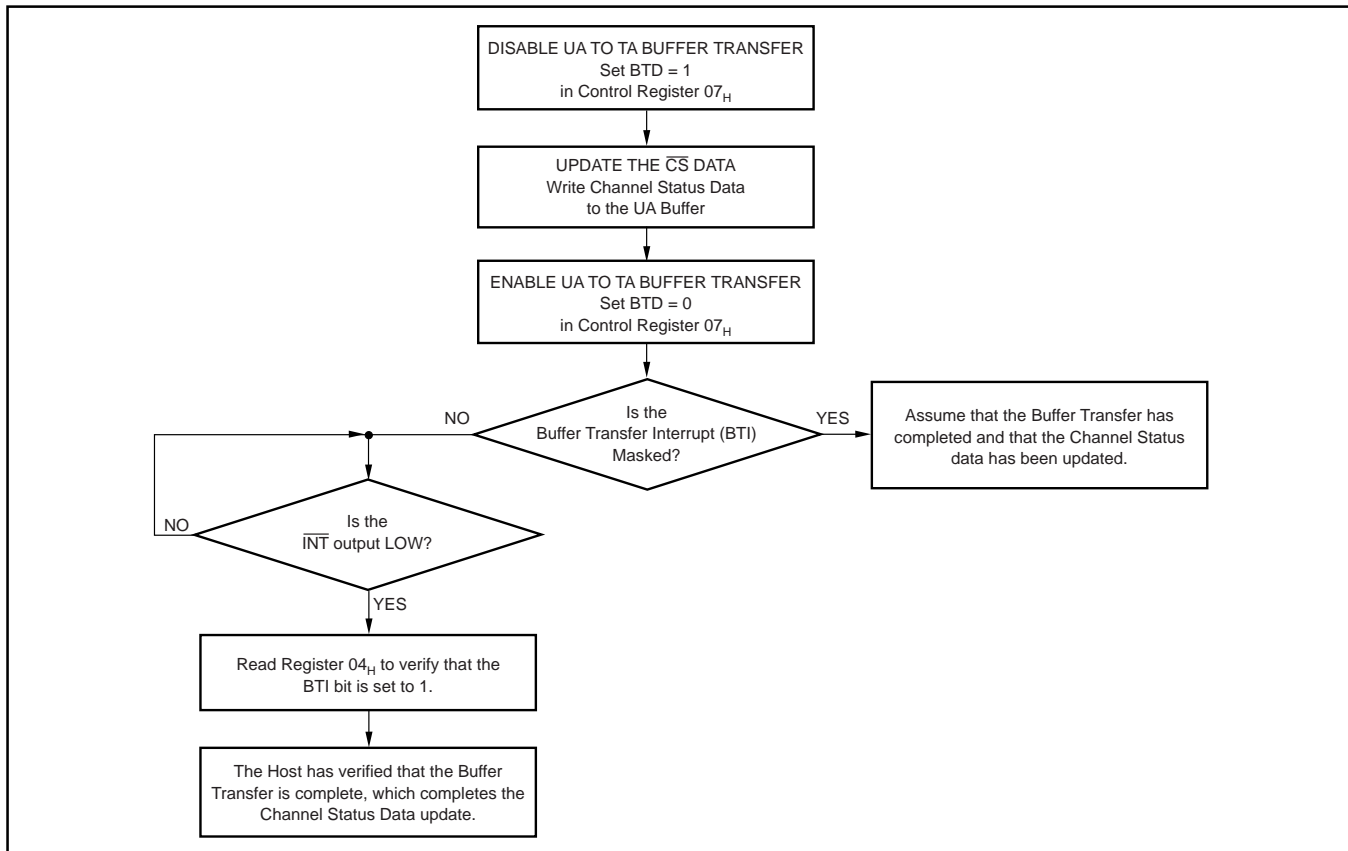 DISABLE UA TO TA BUFFER TRANSFER
Set BTD = 1
in Control Register 07H
UPDATE THE C̅S̅ DATA
Write Channel Status Data
to the UA Buffer
ENABLE UA TO TA BUFFER TRANSFER
Set BTD = 0
in Control Register 07H
NO
Is the
Buffer Transfer Interrupt (BTI)
Masked?
YES
Assume that the Buffer Transfer has
completed and that the Channel Status
data has been updated.
NO
Is the
I̅N̅T̅ output LOW?
YES
Read Register 04H to verify that the
BTI bit is set to 1.
The Host has verified that the Buffer
Transfer is complete, which completes the
Channel Status Data update.